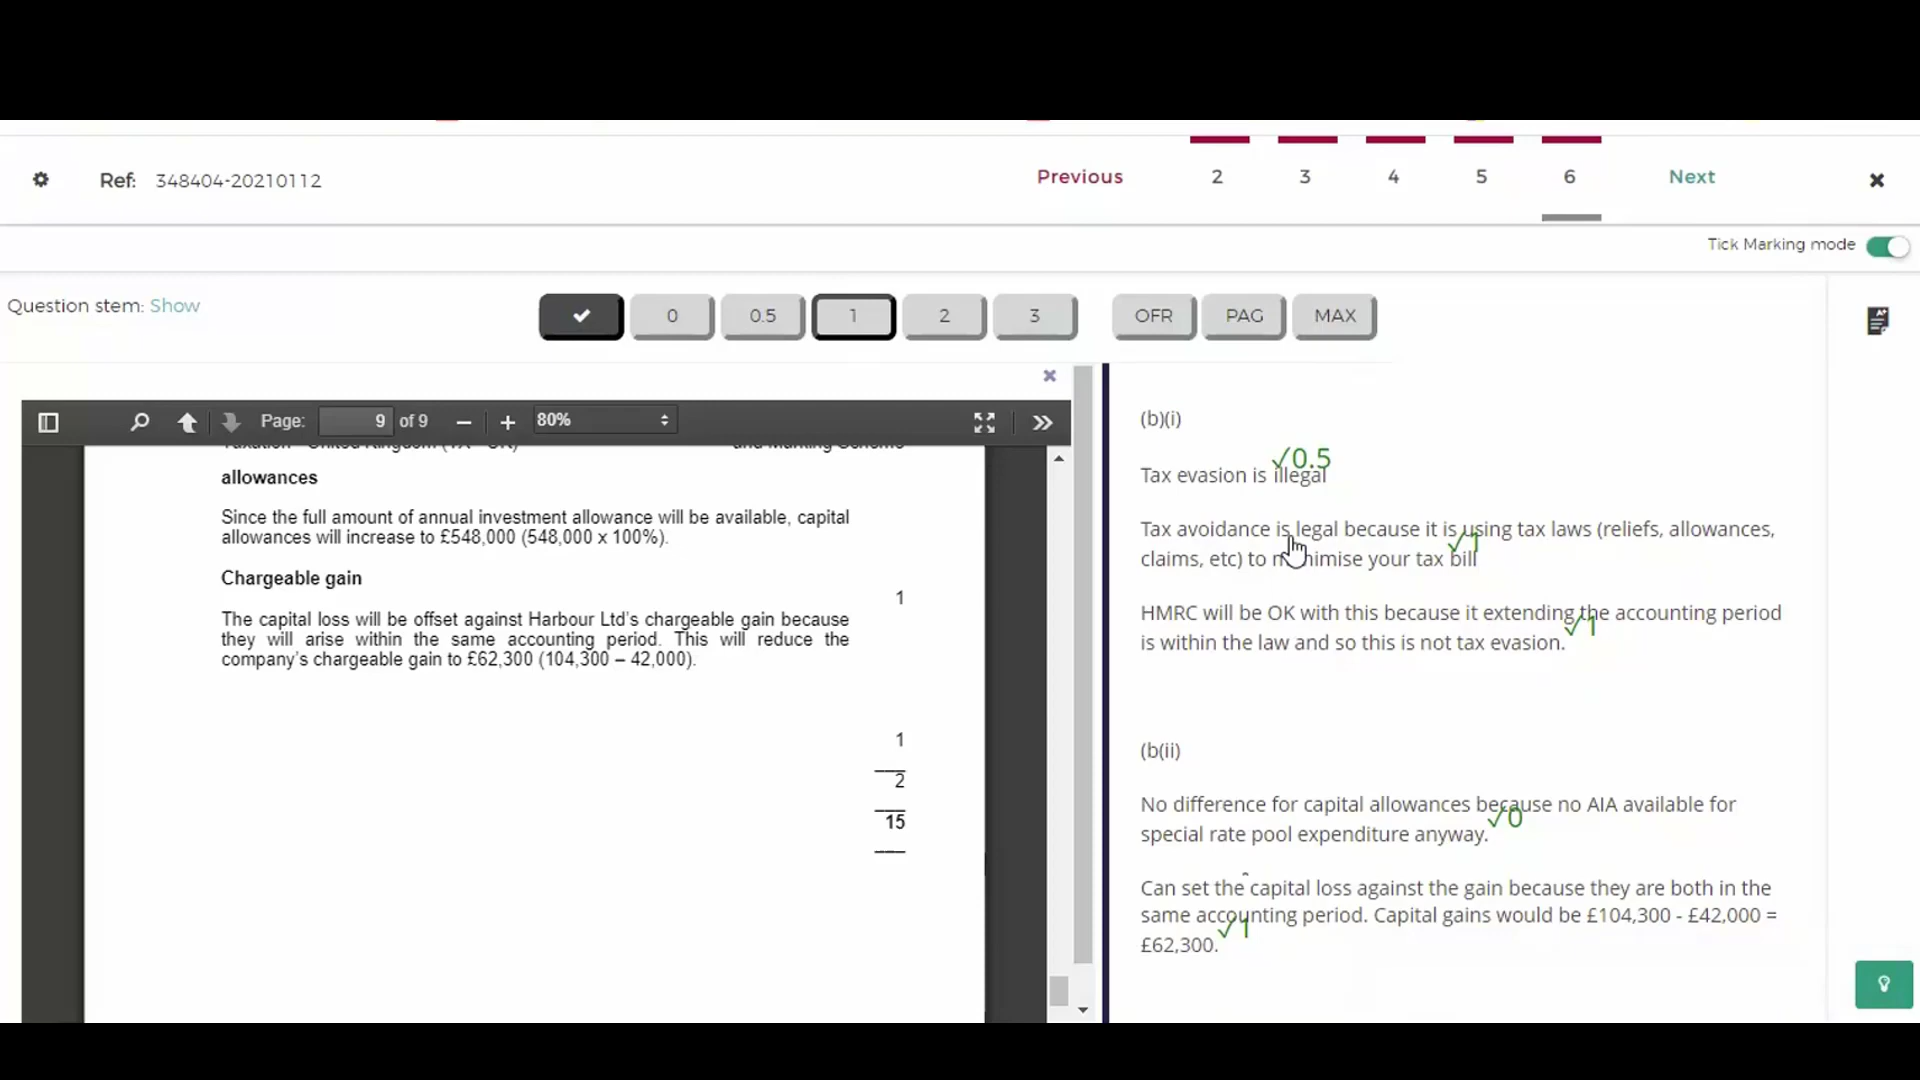 Ref: 348404-20210112
Previous 2 3 4 5 6 Next
Tick Marking mode
Question stem: Show
0 0.5 1 2 3 OFR PAG MAX
Page: 9 of 9 80%
Taxation – United Kingdom (TX – UK) and Marking Scheme
allowances
Since the full amount of annual investment allowance will be available, capital
allowances will increase to £548,000 (548,000 x 100%).
Chargeable gain
1
The capital loss will be offset against Harbour Ltd's chargeable gain because
they will arise within the same accounting period. This will reduce the
company's chargeable gain to £62,300 (104,300 – 42,000).
1
2
15
(b)(i)
✓0.5
Tax evasion is illegal
Tax avoidance is legal because it is using tax laws (reliefs, allowances,
✓1
claims, etc) to minimise your tax bill
HMRC will be OK with this because it extending the accounting period
✓1
is within the law and so this is not tax evasion.
(b(ii)
No difference for capital allowances because no AIA available for
✓0
special rate pool expenditure anyway.
Can set the capital loss against the gain because they are both in the
same accounting period. Capital gains would be £104,300 - £42,000 =
✓1
£62,300.